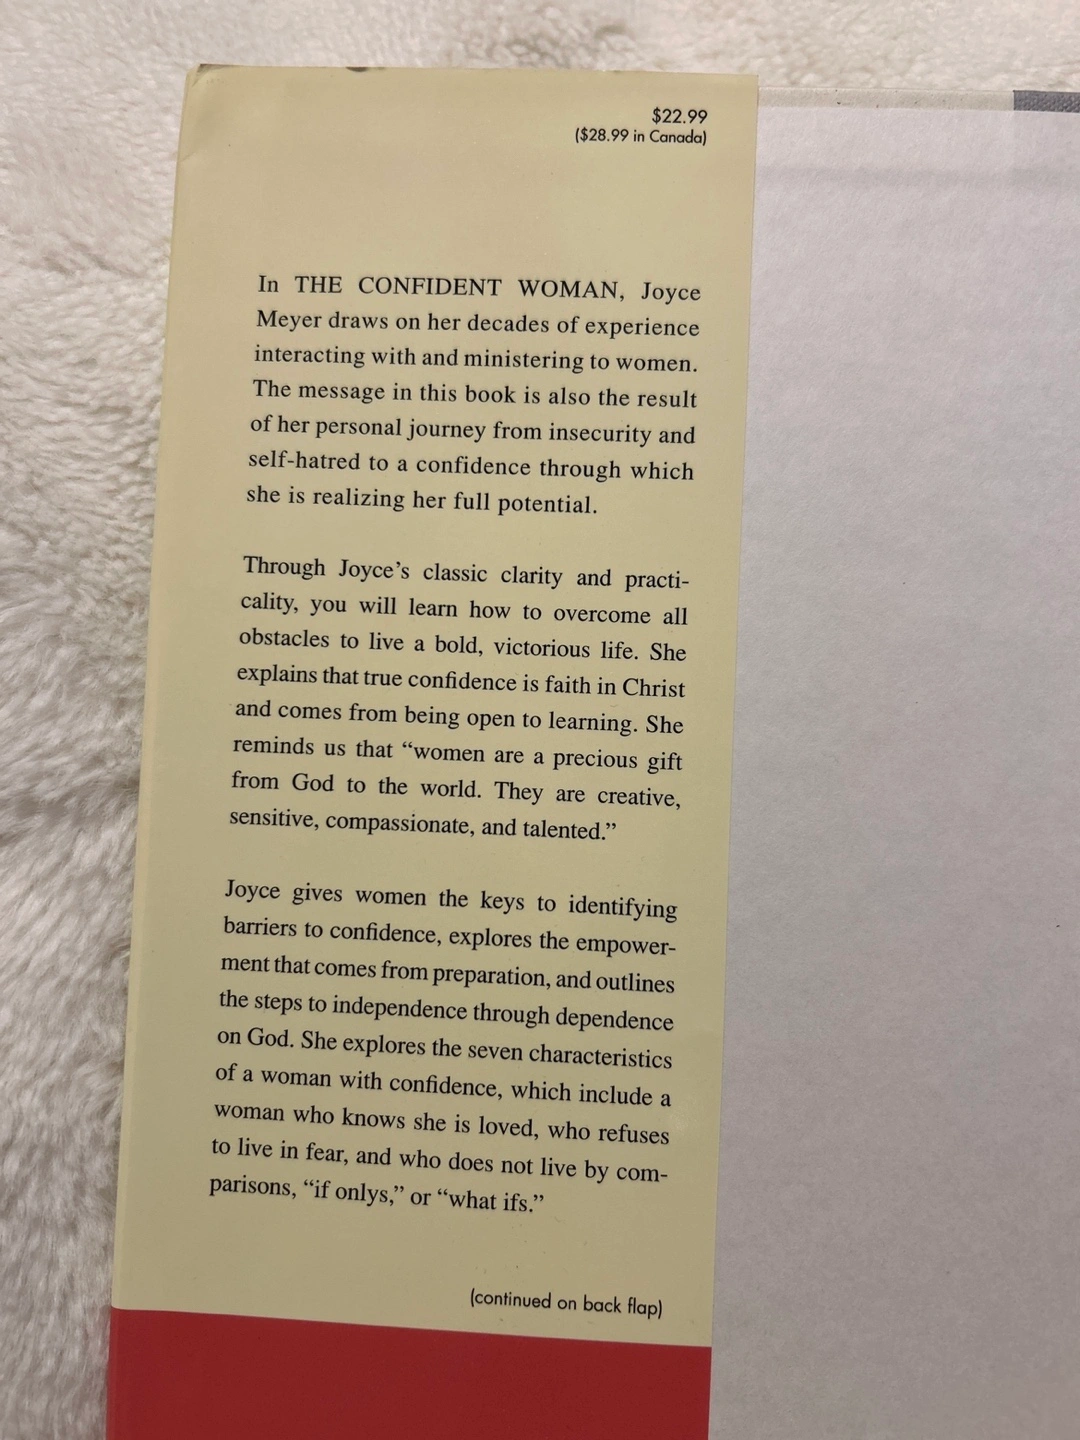 $22.99
($28.99 in Canada)
In THE CONFIDENT WOMAN, Joyce
Meyer draws on her decades of experience
interacting with and ministering to women.
The message in this book is also the result
of her personal journey from insecurity and
self-hatred to a confidence through which
she is realizing her full potential.
Through Joyce’s classic clarity and practi-
cality, you will learn how to overcome all
obstacles to live a bold, victorious life. She
explains that true confidence is faith in Christ
and comes from being open to learning. She
reminds us that “women are a precious gift
from God to the world. They are creative,
sensitive, compassionate, and talented.”
Joyce gives women the keys to identifying
barriers to confidence, explores the empower-
ment that comes from preparation, and outlines
the steps to independence through dependence
on God. She explores the seven characteristics
of a woman with confidence, which include a
woman who knows she is loved, who refuses
to live in fear, and who does not live by com-
parisons, “if onlys,” or “what ifs.”
(continued on back flap)